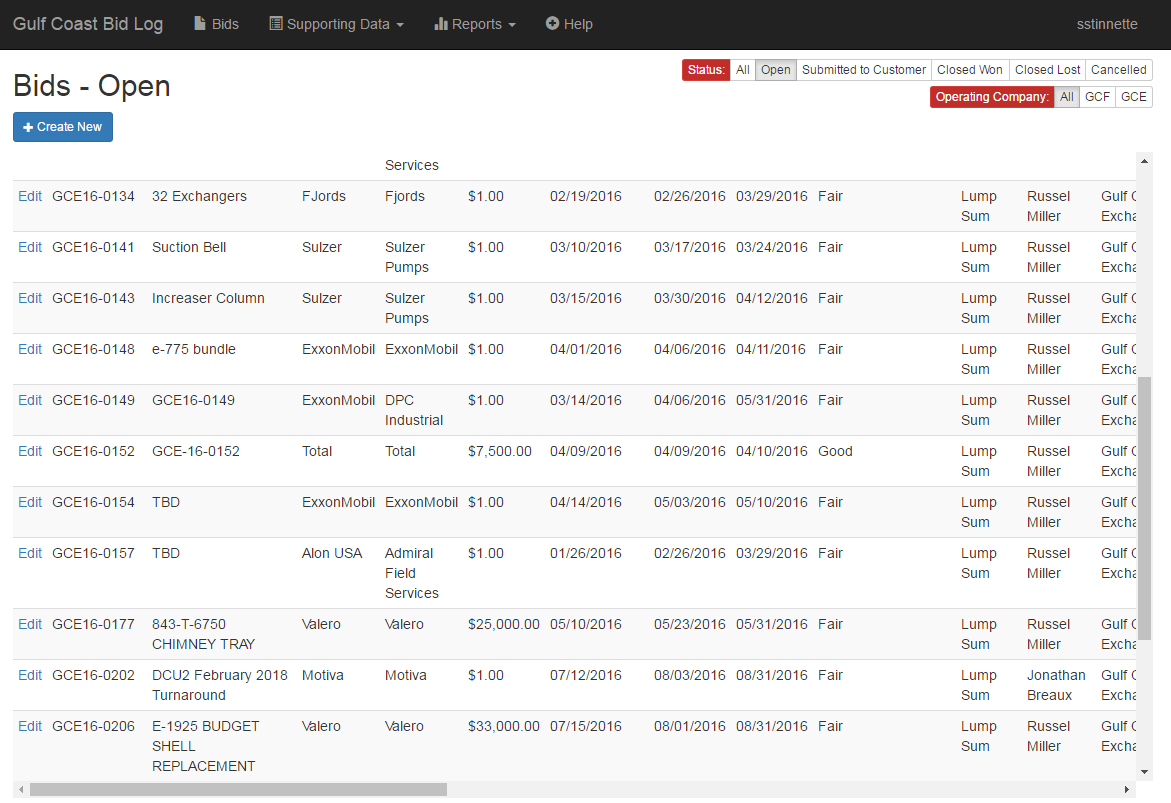 Gulf Coast Bid Log Bids Supporting Data Reports Help sstinnette
Status: All Open Submitted to Customer Closed Won Closed Lost Cancelled
Bids - Open
Operating Company: All GCF GCE
Create New
Services
Edit GCE16-0134 32 Exchangers FJords Fjords $1.00 02/19/2016 02/26/2016 03/29/2016 Fair Lump Russel Gulf C
Sum Miller Excha
Edit GCE16-0141 Suction Bell Sulzer Sulzer $1.00 03/10/2016 03/17/2016 03/24/2016 Fair Lump Russel Gulf C
Pumps Sum Miller Excha
Edit GCE16-0143 Increaser Column Sulzer Sulzer $1.00 03/15/2016 03/30/2016 04/12/2016 Fair Lump Russel Gulf C
Pumps Sum Miller Excha
Edit GCE16-0148 e-775 bundle ExxonMobil ExxonMobil $1.00 04/01/2016 04/06/2016 04/11/2016 Fair Lump Russel Gulf C
Sum Miller Excha
Edit GCE16-0149 GCE16-0149 ExxonMobil DPC $1.00 03/14/2016 04/06/2016 05/31/2016 Fair Lump Russel Gulf C
Industrial Sum Miller Excha
Edit GCE16-0152 GCE-16-0152 Total Total $7,500.00 04/09/2016 04/09/2016 04/10/2016 Good Lump Russel Gulf C
Sum Miller Excha
Edit GCE16-0154 TBD ExxonMobil ExxonMobil $1.00 04/14/2016 05/03/2016 05/10/2016 Fair Lump Russel Gulf C
Sum Miller Excha
Edit GCE16-0157 TBD Alon USA Admiral $1.00 01/26/2016 02/26/2016 03/29/2016 Fair Lump Russel Gulf C
Field Sum Miller Excha
Services
Edit GCE16-0177 843-T-6750 Valero Valero $25,000.00 05/10/2016 05/23/2016 05/31/2016 Fair Lump Russel Gulf C
CHIMNEY TRAY Sum Miller Excha
Edit GCE16-0202 DCU2 February 2018 Motiva Motiva $1.00 07/12/2016 08/03/2016 08/31/2016 Fair Lump Jonathan Gulf C
Turnaround Sum Breaux Excha
Edit GCE16-0206 E-1925 BUDGET Valero Valero $33,000.00 07/15/2016 08/01/2016 08/31/2016 Fair Lump Russel Gulf C
SHELL Sum Miller Excha
REPLACEMENT